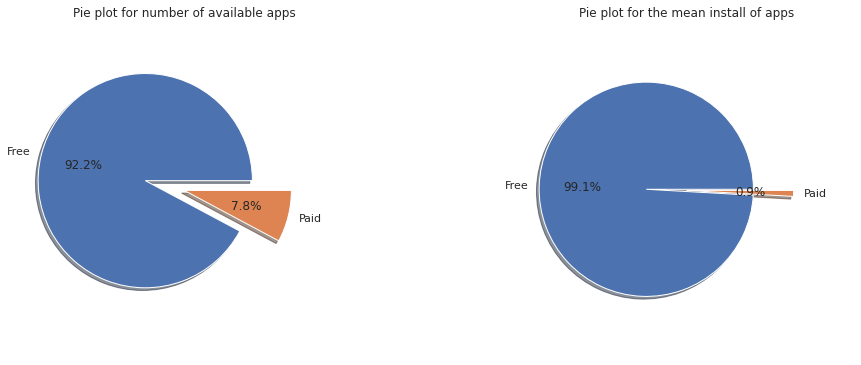 Pie plot for number of available apps
Free
92.2%
7.8%
Paid
Pie plot for the mean install of apps
Free
99.1%
0.9%
Paid